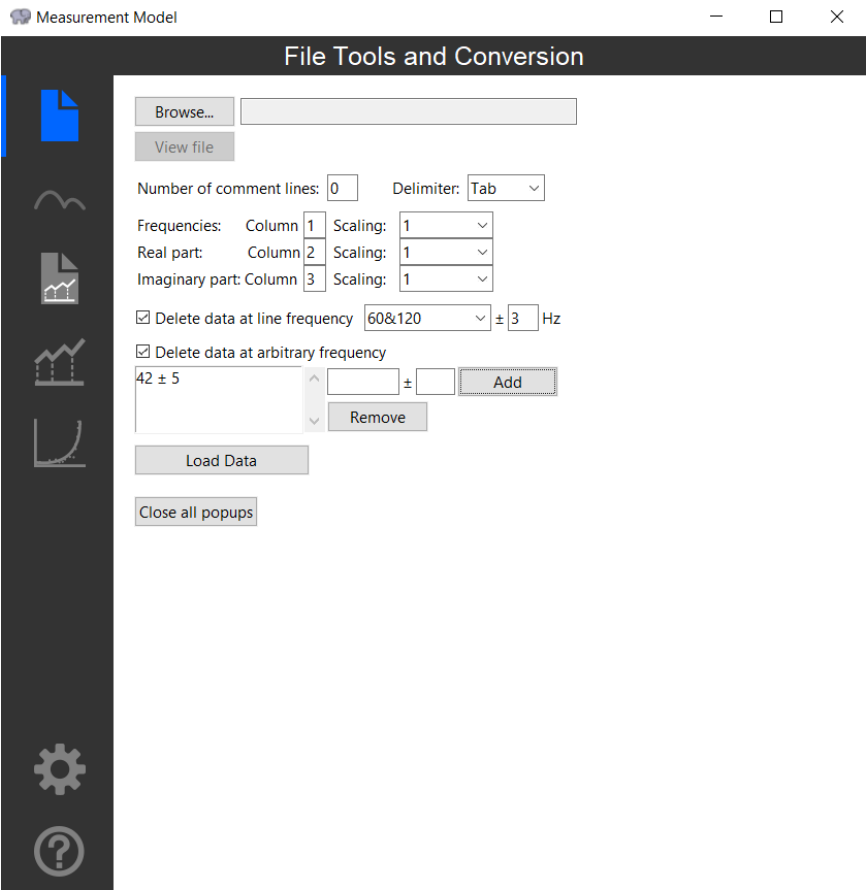 Measurement Model
File Tools and Conversion
Browse...
View file
Number of comment lines: 0 Delimiter: Tab
Frequencies: Column 1 Scaling: 1
Real part: Column 2 Scaling: 1
Imaginary part: Column 3 Scaling: 1
Delete data at line frequency 60&120 ± 3 Hz
Delete data at arbitrary frequency
42 ± 5 ± Add
Remove
Load Data
Close all popups
?